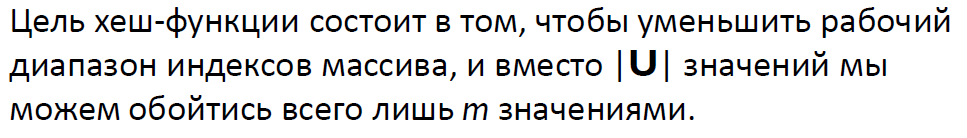 Цель хеш-функции состоит в том, чтобы уменьшить рабочий
диапазон индексов массива, и вместо |U| значений мы
можем обойтись всего лишь m значениями.